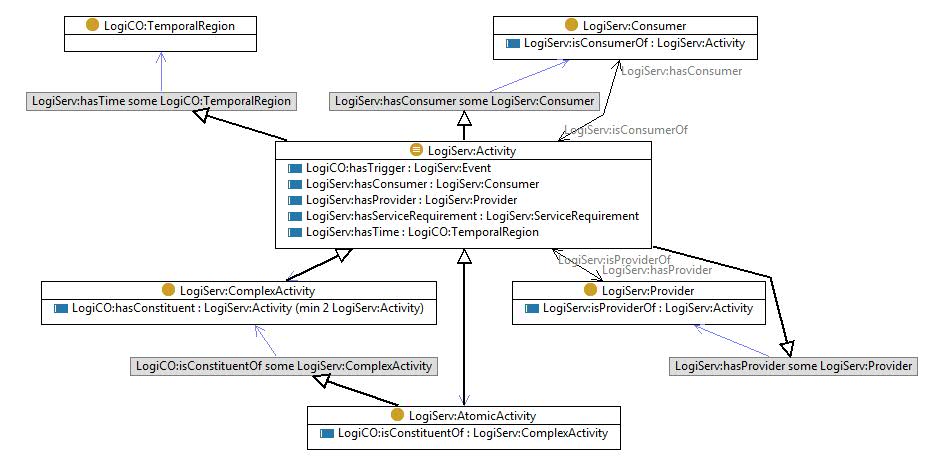 LogiCO:TemporalRegion
LogiServ:Consumer
LogiServ:isConsumerOf : LogiServ:Activity
LogiServ:hasConsumer
LogiServ:hasTime some LogiCO:TemporalRegion
LogiServ:hasConsumer some LogiServ:Consumer
LogiServ:isConsumerOf
LogiServ:Activity
LogiCO:hasTrigger : LogiServ:Event
LogiServ:hasConsumer : LogiServ:Consumer
LogiServ:hasProvider : LogiServ:Provider
LogiServ:hasServiceRequirement : LogiServ:ServiceRequirement
LogiServ:hasTime : LogiCO:TemporalRegion
LogiServ:isProviderOf
LogiServ:hasProvider
LogiServ:ComplexActivity
LogiCO:hasConstituent : LogiServ:Activity (min 2 LogiServ:Activity)
LogiServ:Provider
LogiServ:isProviderOf : LogiServ:Activity
LogiCO:isConstituentOf some LogiServ:ComplexActivity
LogiServ:hasProvider some LogiServ:Provider
LogiServ:AtomicActivity
LogiCO:isConstituentOf : LogiServ:ComplexActivity